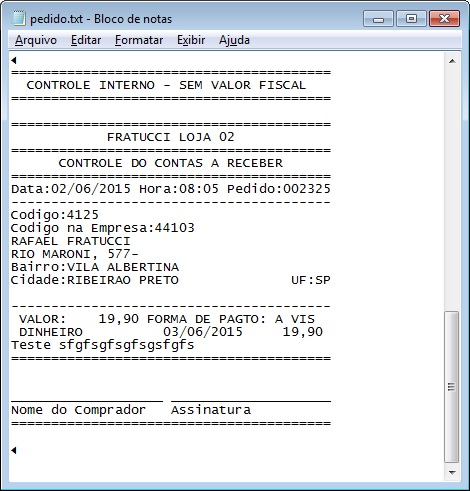 pedido.txt - Bloco de notas
Arquivo Editar Formatar Exibir Ajuda
========================================
CONTROLE INTERNO - SEM VALOR FISCAL
========================================
========================================
FRATUCCI LOJA 02
========================================
CONTROLE DO CONTAS A RECEBER
========================================
Data:02/06/2015 Hora:08:05 Pedido:002325
----------------------------------------
Codigo:4125
Codigo na Empresa:44103
RAFAEL FRATUCCI
RIO MARONI, 577-
Bairro:VILA ALBERTINA
Cidade:RIBEIRAO PRETO UF:SP
----------------------------------------
VALOR: 19,90 FORMA DE PAGTO: A VIS
DINHEIRO 03/06/2015 19,90
Teste sfgfsgfsgfsgsfgfs
========================================
___________________ ____________________
Nome do Comprador Assinatura
========================================